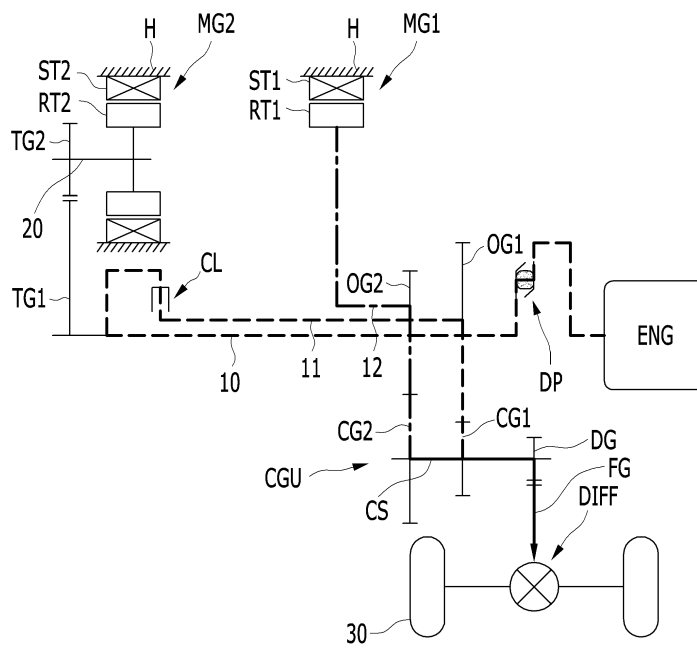 H MG2 H MG1
ST2 ST1
RT2 RT1
TG2
20
OG1
CL OG2
TG1
ENG
10 11 12 DP
CG2 CG1
DG
CGU FG
CS DIFF
30